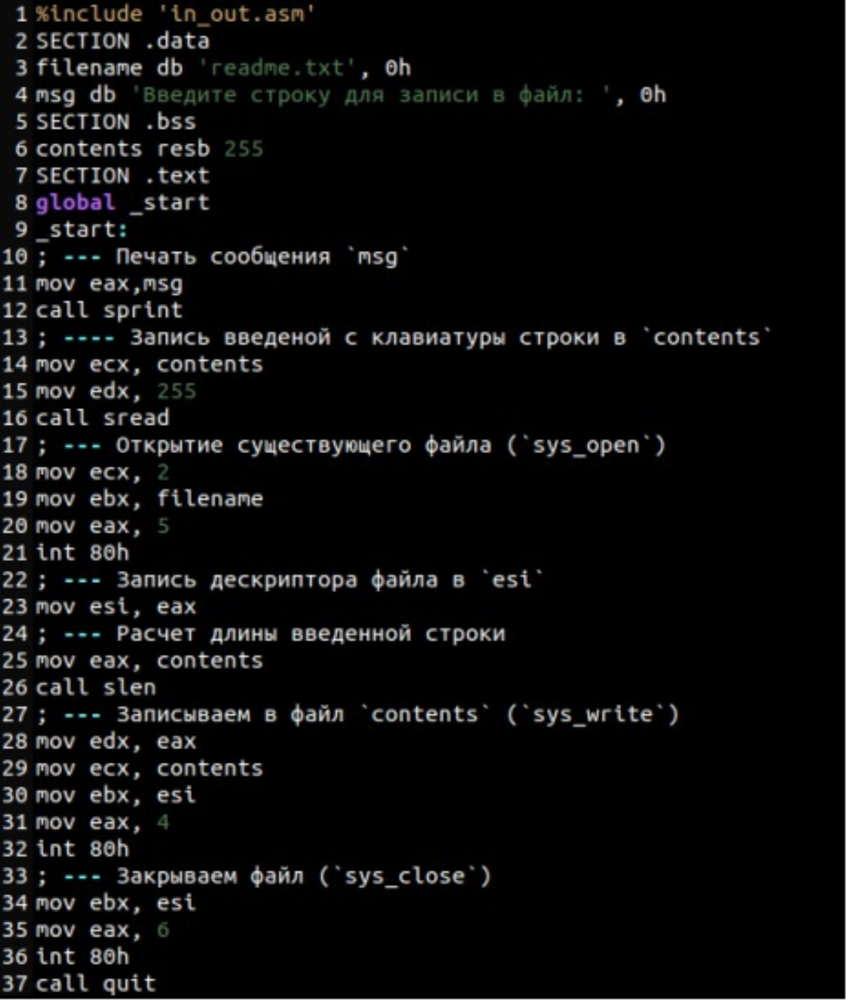 1 %include 'in_out.asm'
2 SECTION .data
3 filename db 'readme.txt', 0h
4 msg db 'Введите строку для записи в файл: ', 0h
5 SECTION .bss
6 contents resb 255
7 SECTION .text
8 global _start
9 _start:
10 ; --- Печать сообщения `msg`
11 mov eax,msg
12 call sprint
13 ; ---- Запись введеной с клавиатуры строки в `contents`
14 mov ecx, contents
15 mov edx, 255
16 call sread
17 ; --- Открытие существующего файла (`sys_open`)
18 mov ecx, 2
19 mov ebx, filename
20 mov eax, 5
21 int 80h
22 ; --- Запись дескриптора файла в `esi`
23 mov esi, eax
24 ; --- Расчет длины введенной строки
25 mov eax, contents
26 call slen
27 ; --- Записываем в файл `contents` (`sys_write`)
28 mov edx, eax
29 mov ecx, contents
30 mov ebx, esi
31 mov eax, 4
32 int 80h
33 ; --- Закрываем файл (`sys_close`)
34 mov ebx, esi
35 mov eax, 6
36 int 80h
37 call quit